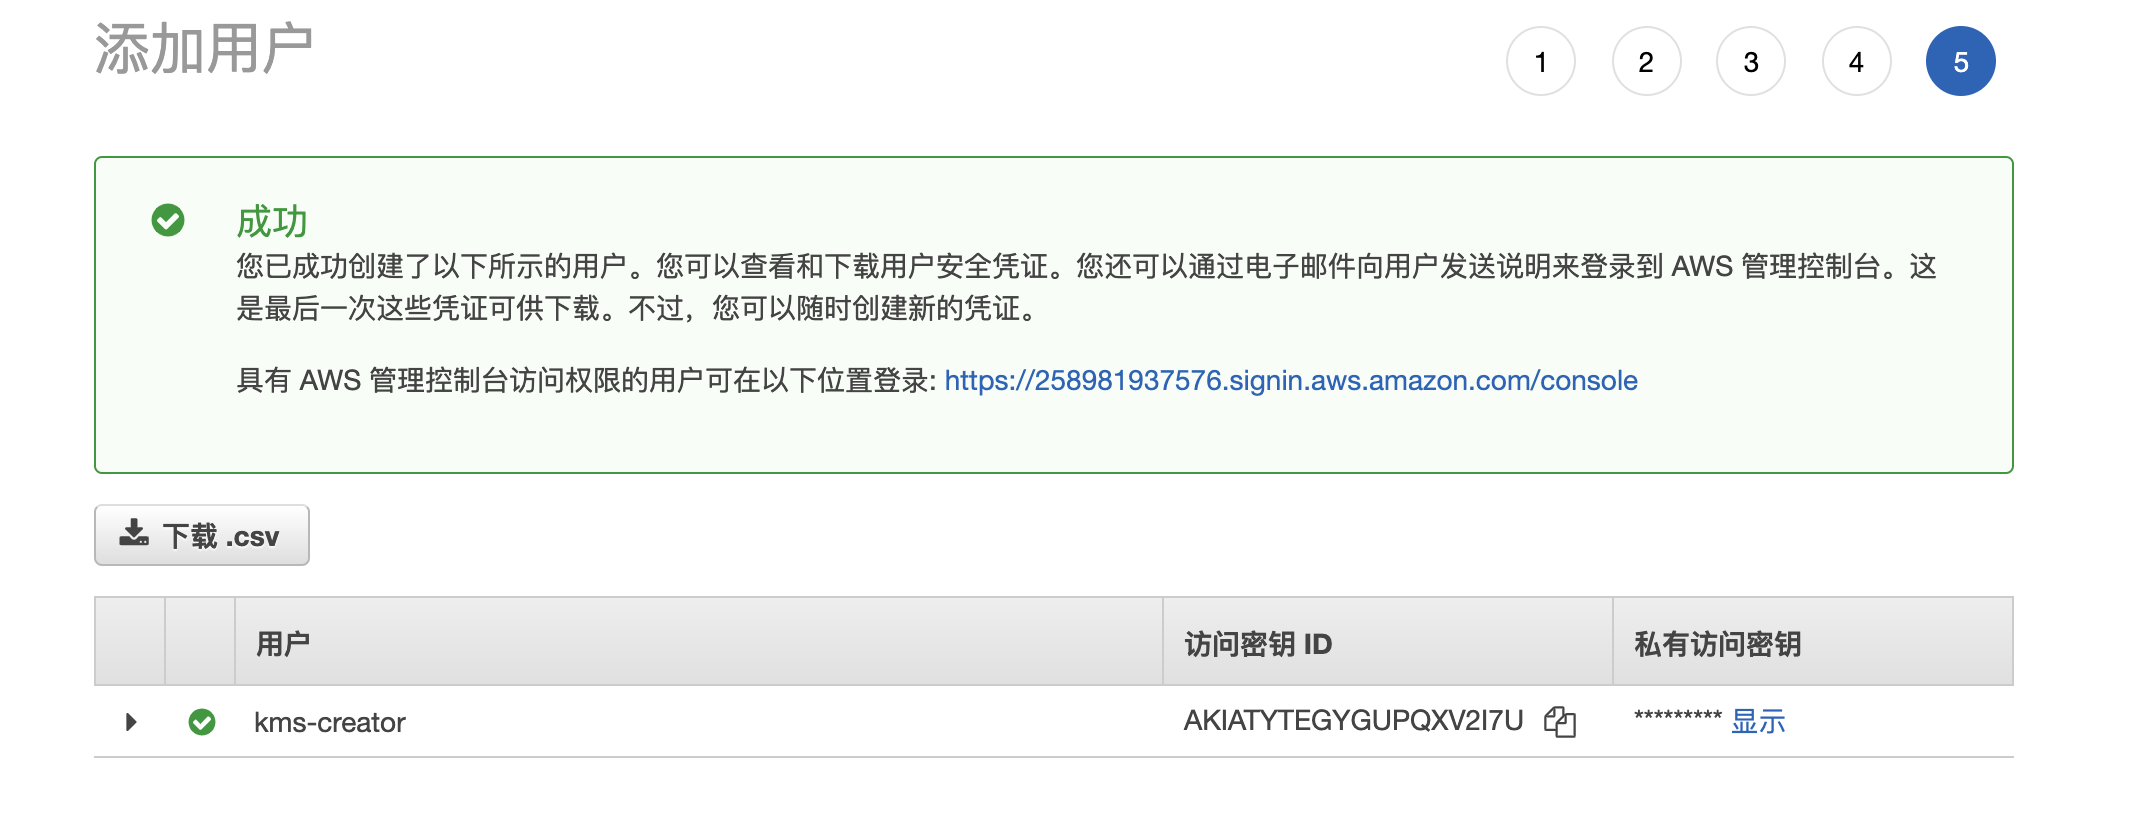 添加用户
1 2 3 4 5
成功
您已成功创建了以下所示的用户。您可以查看和下载用户安全凭证。您还可以通过电子邮件向用户发送说明来登录到 AWS 管理控制台。这
是最后一次这些凭证可供下载。不过，您可以随时创建新的凭证。
具有 AWS 管理控制台访问权限的用户可在以下位置登录: https://258981937576.signin.aws.amazon.com/console
下载 .csv
用户 访问密钥 ID 私有访问密钥
kms-creator AKIATYTEGYGUPQXV2I7U ********* 显示